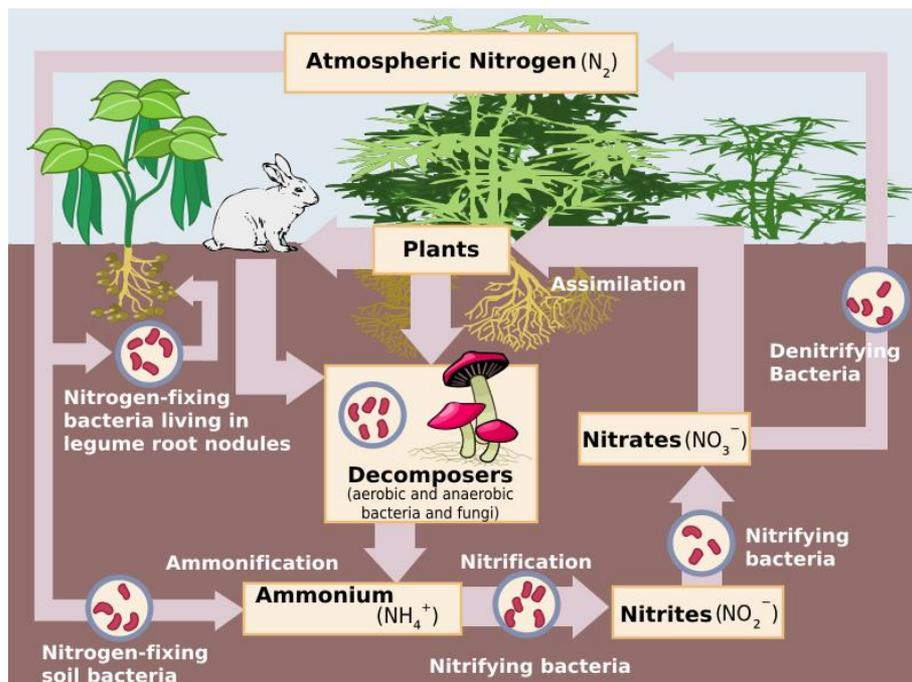 Atmospheric Nitrogen (N₂)
Plants
Assimilation
Denitrifying
Bacteria
Nitrogen-fixing
bacteria living in
legume root nodules
Decomposers
(aerobic and anaerobic
bacteria and fungi)
Nitrates (NO₃⁻)
Nitrifying
bacteria
Ammonification
Nitrification
Ammonium
(NH₄⁺)
Nitrites (NO₂⁻)
Nitrogen-fixing
soil bacteria
Nitrifying bacteria